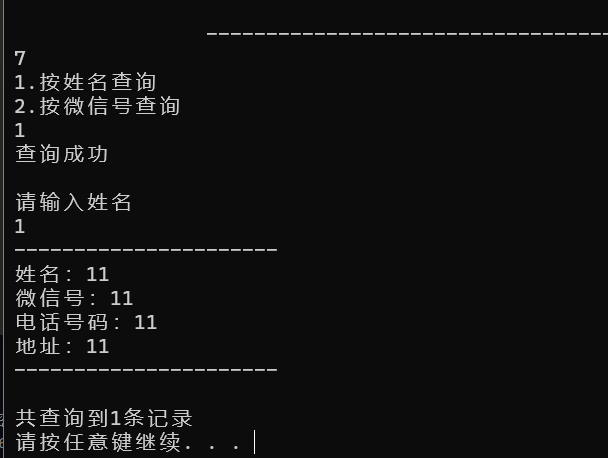 ---------------------------------
7
1.按姓名查询
2.按微信号查询
1
查询成功
请输入姓名
1
----------------------
姓名: 11
微信号: 11
电话号码: 11
地址: 11
----------------------
共查询到1条记录
请按任意键继续. . .